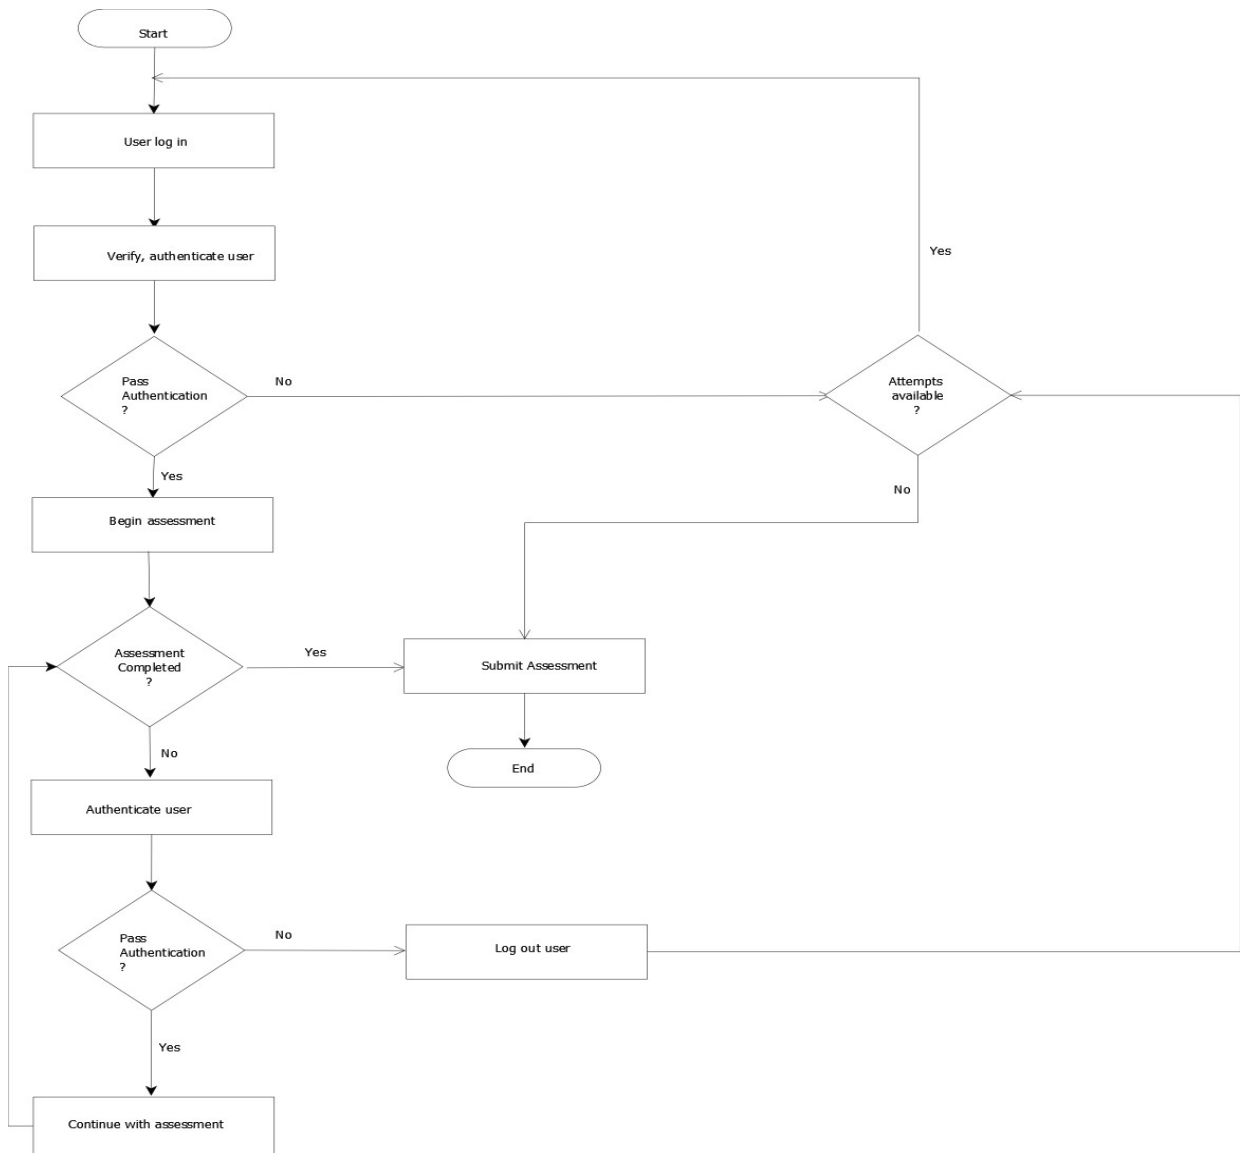 Start
User log in
Verify, authenticate user
Yes
Pass
Authentication
?
No
Attempts
available
?
Yes
No
Begin assessment
Assessment
Completed
?
Yes
Submit Assessment
No
End
Authenticate user
Pass
Authentication
?
No
Log out user
Yes
Continue with assessment